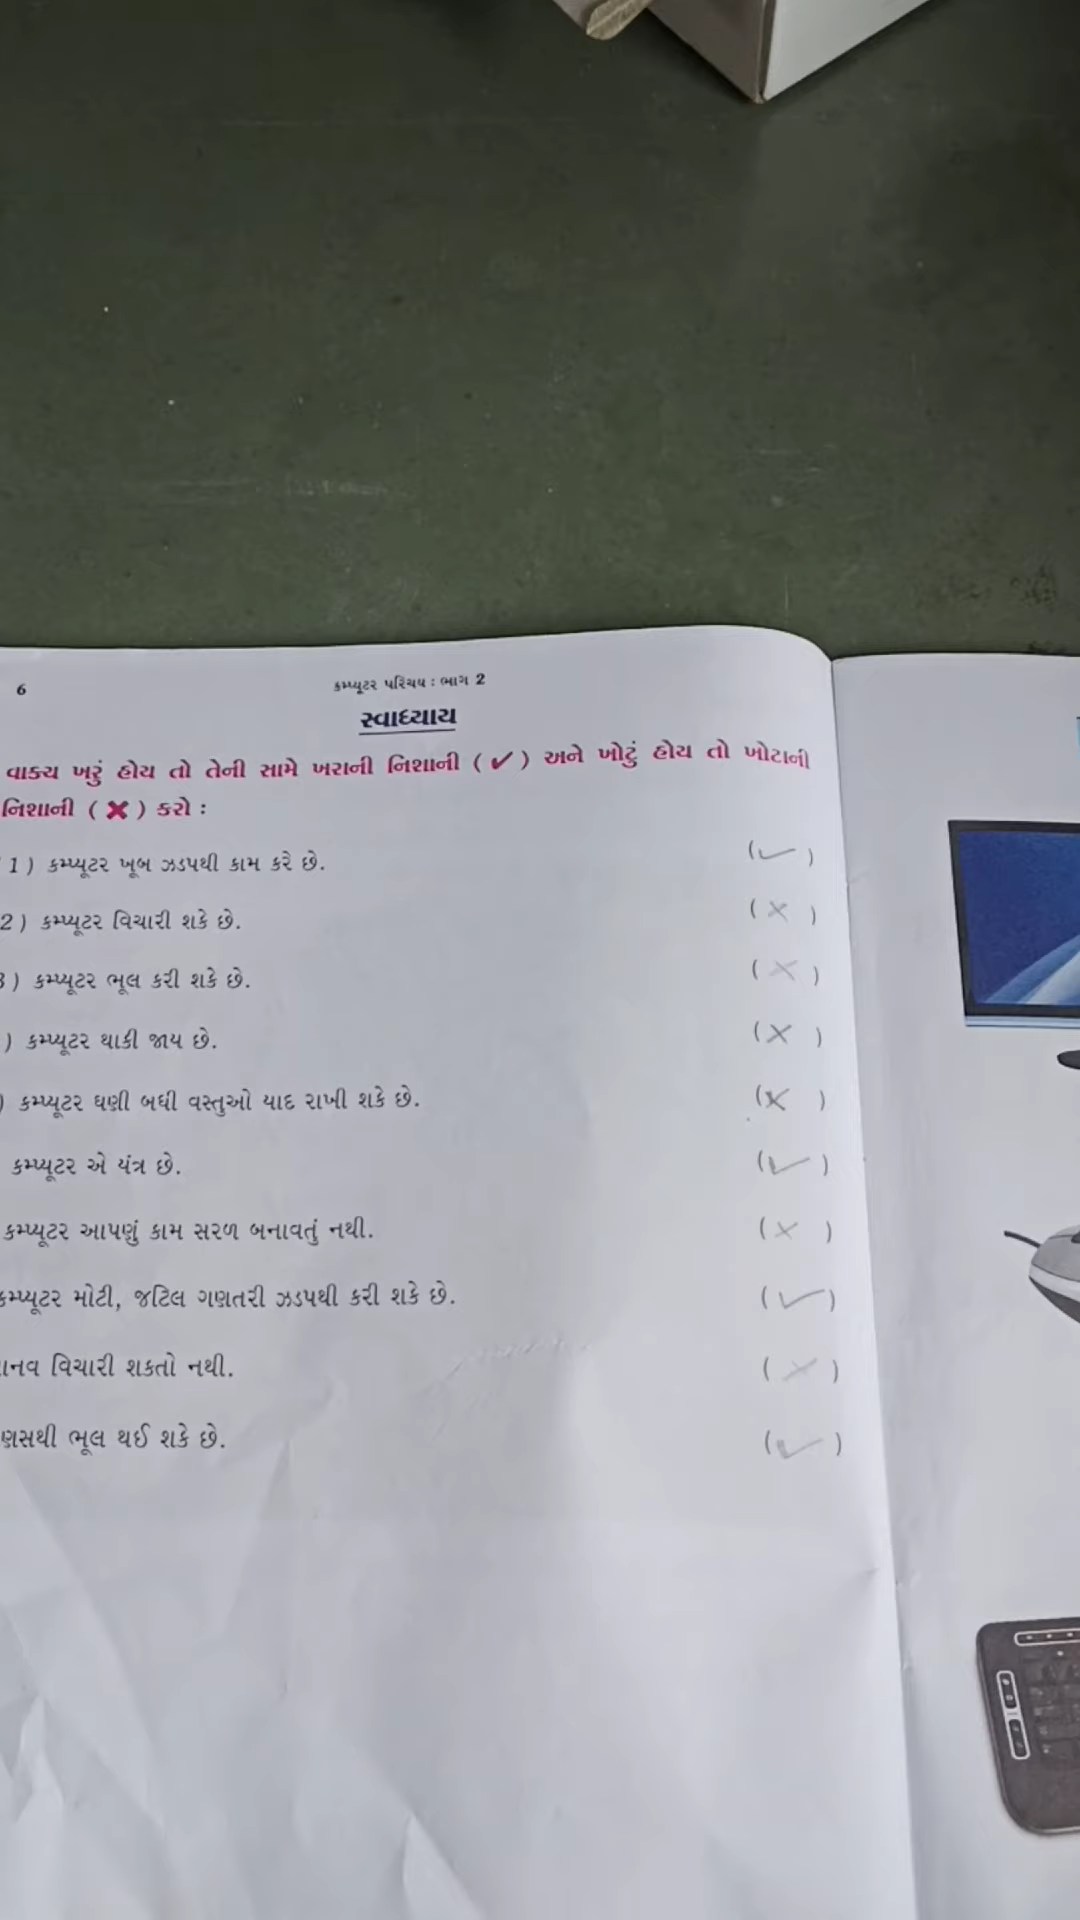 6
કમ્પ્યૂટર પરિચય : ભાગ 2
સ્વાધ્યાય
વાક્ય ખરું હોય તો તેની સામે ખરાની નિશાની ( ✓ ) અને ખોટું હોય તો ખોટાની
નિશાની ( ✗ ) કરો :
1 ) કમ્પ્યૂટર ખૂબ ઝડપથી કામ કરે છે. ( ✓ )
2 ) કમ્પ્યૂટર વિચારી શકે છે. ( ✗ )
3 ) કમ્પ્યૂટર ભૂલ કરી શકે છે. ( ✗ )
) કમ્પ્યૂટર થાકી જાય છે. ( ✗ )
) કમ્પ્યૂટર ઘણી બધી વસ્તુઓ યાદ રાખી શકે છે. ( ✗ )
કમ્પ્યૂટર એ યંત્ર છે. ( ✓ )
કમ્પ્યૂટર આપણું કામ સરળ બનાવતું નથી. ( ✗ )
કમ્પ્યૂટર મોટી, જટિલ ગણતરી ઝડપથી કરી શકે છે. ( ✓ )
વિચારી શકતો નથી. ( ✗ )
ભૂલ થઈ શકે છે. ( ✓ )